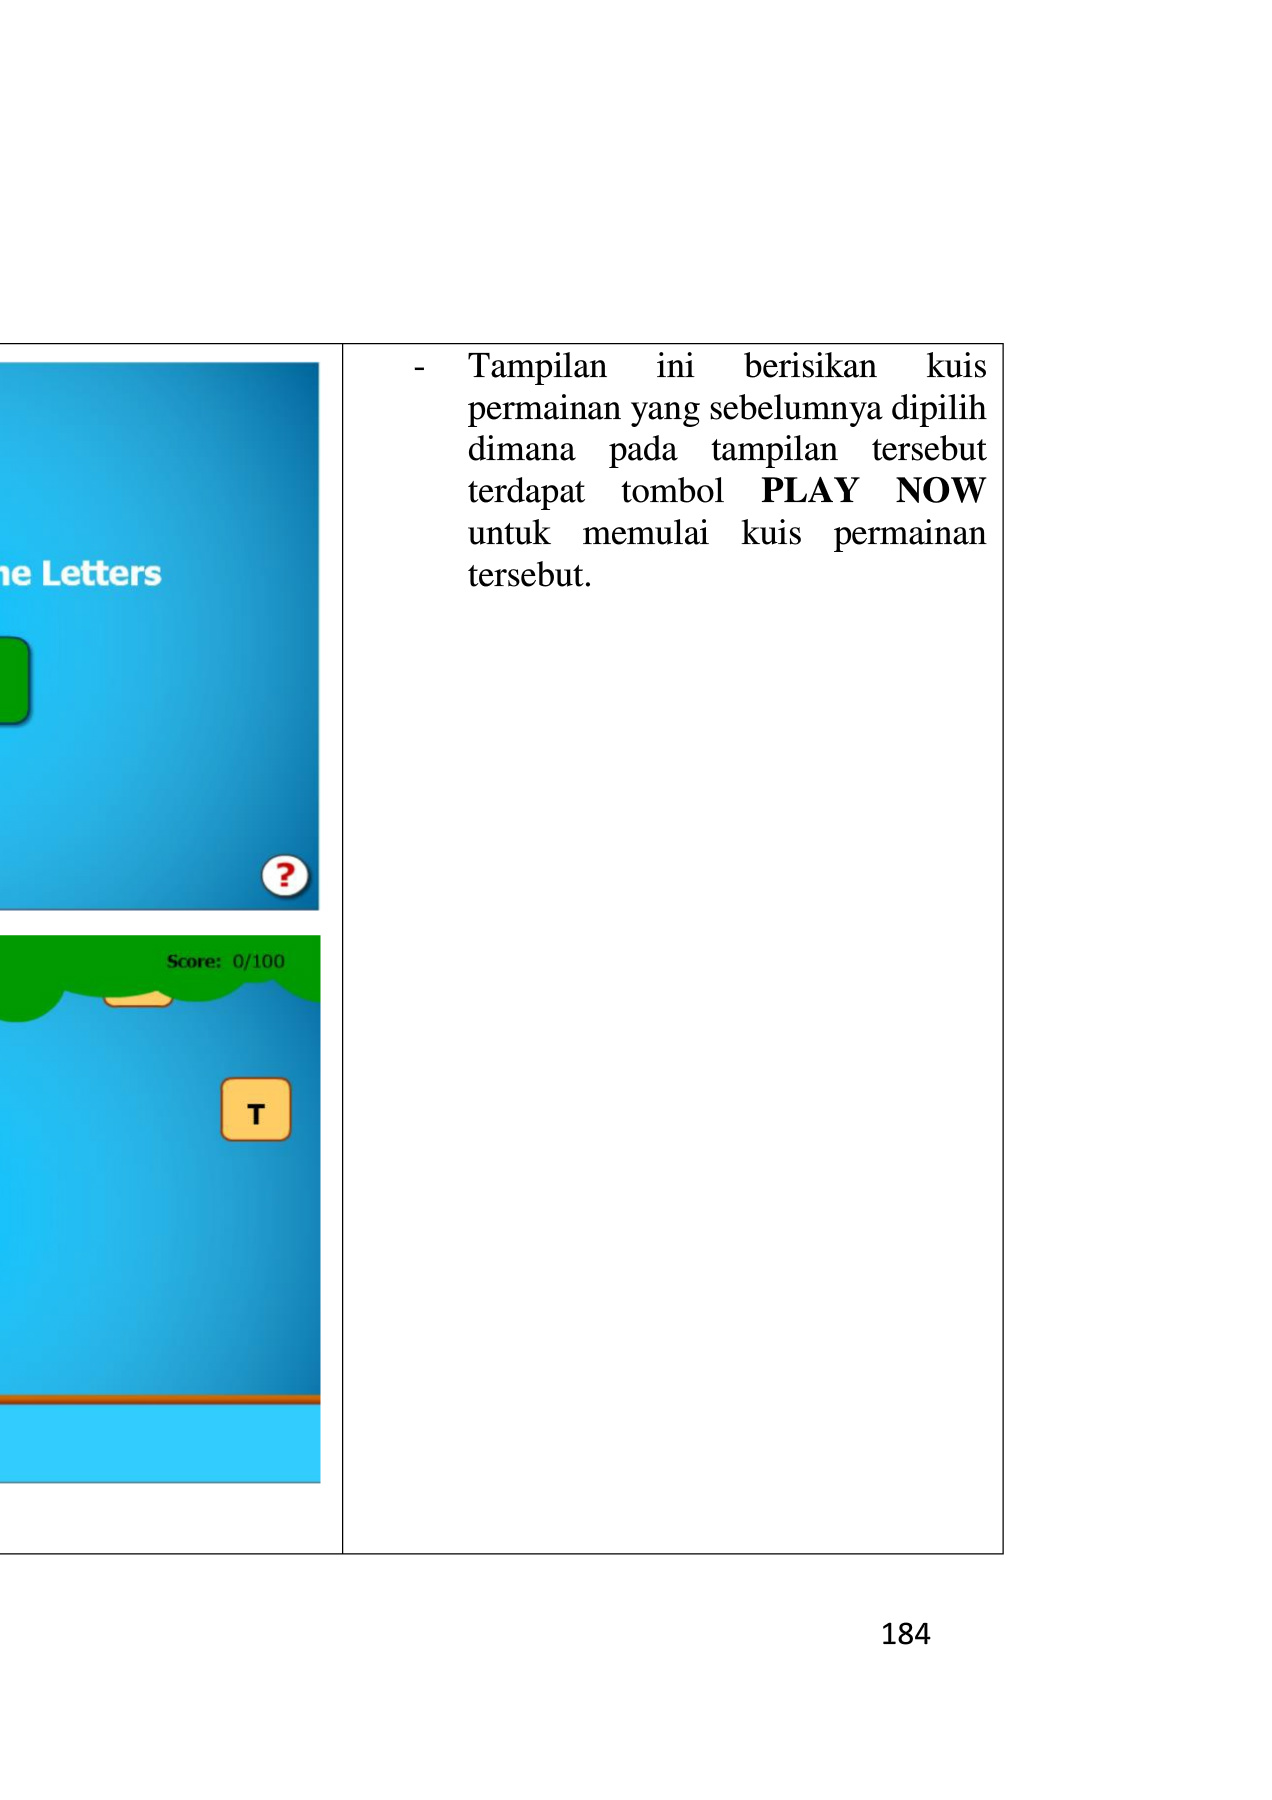 - Tampilan ini berisikan kuis
permainan yang sebelumnya dipilih
dimana pada tampilan tersebut
terdapat tombol PLAY NOW
untuk memulai kuis permainan
tersebut.
Letters
?
Score: 0/100
T
184